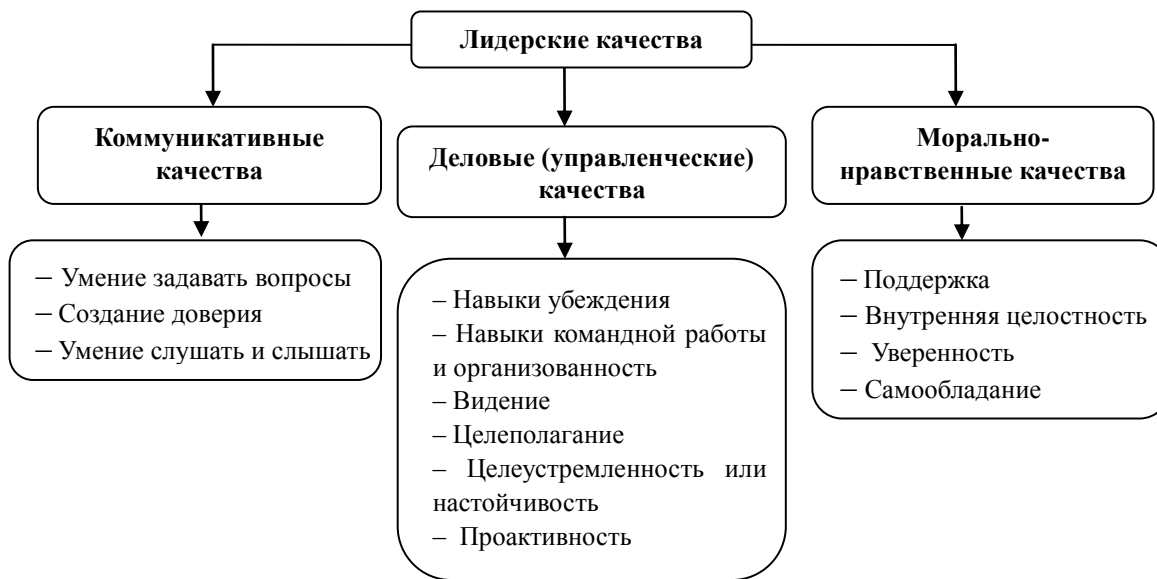 Лидерские качества
Коммуникативные
качества
– Умение задавать вопросы
– Создание доверия
– Умение слушать и слышать
Деловые (управленческие)
качества
– Навыки убеждения
– Навыки командной работы
и организованность
– Видение
– Целеполагание
– Целеустремленность или
настойчивость
– Проактивность
Морально-
нравственные качества
– Поддержка
– Внутренняя целостность
– Уверенность
– Самообладание